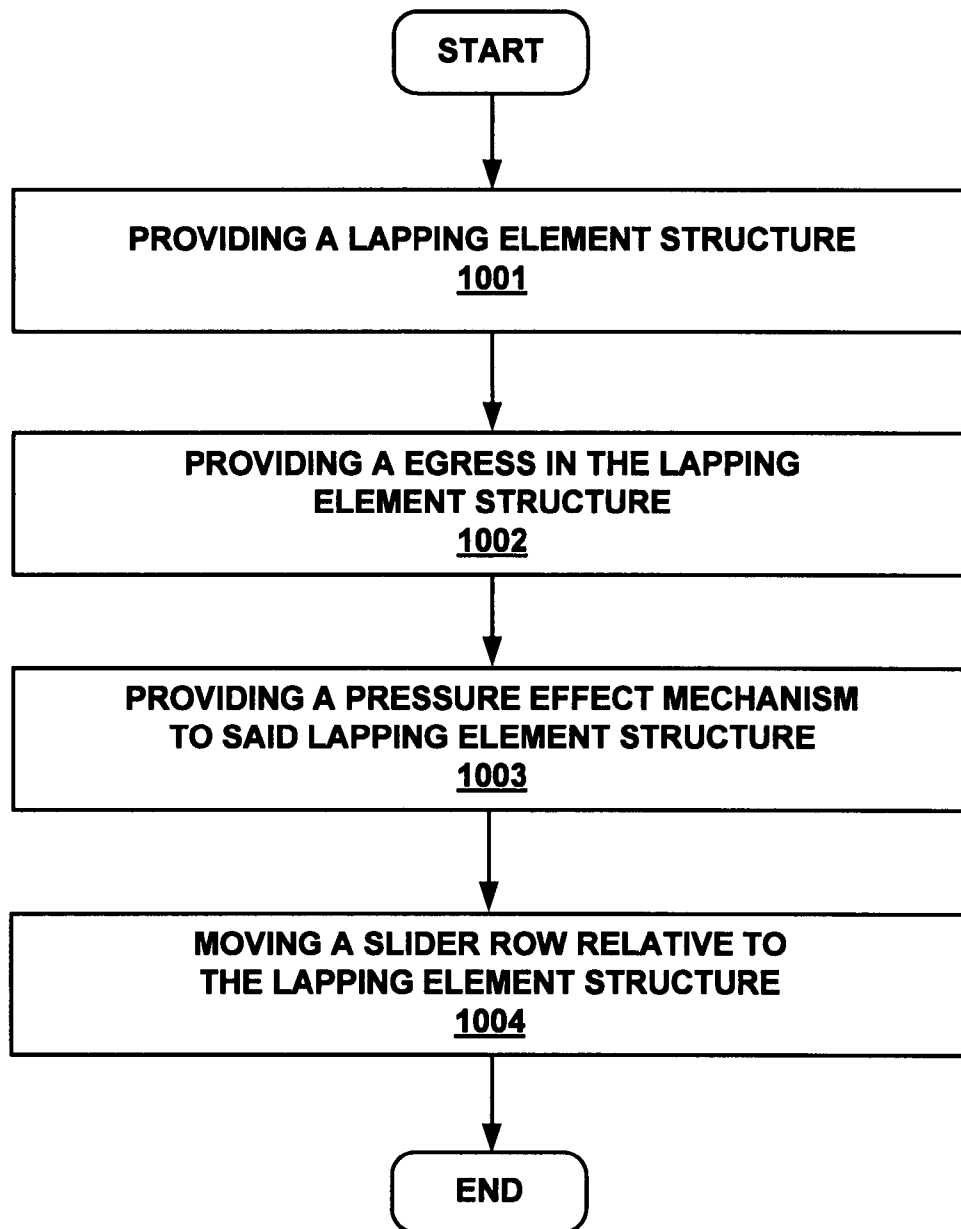 START
PROVIDING A LAPPING ELEMENT STRUCTURE
1001
PROVIDING A EGRESS IN THE LAPPING
ELEMENT STRUCTURE
1002
PROVIDING A PRESSURE EFFECT MECHANISM
TO SAID LAPPING ELEMENT STRUCTURE
1003
MOVING A SLIDER ROW RELATIVE TO
THE LAPPING ELEMENT STRUCTURE
1004
END